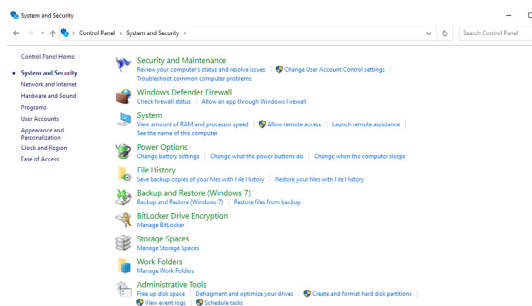 System and Security
Control Panel > System and Security
Search Control Panel
Control Panel Home
System and Security
Network and Internet
Hardware and Sound
Programs
User Accounts
Appearance and
Personalization
Clock and Region
Ease of Access
Security and Maintenance
Review your computer's status and resolve issues | Change User Account Control settings |
Troubleshoot common computer problems
Windows Defender Firewall
Check firewall status | Allow an app through Windows Firewall
System
View amount of RAM and processor speed | Allow remote access | Launch remote assistance |
See the name of this computer
Power Options
Change battery settings | Change what the power buttons do | Change when the computer sleeps
File History
Save backup copies of your files with File History | Restore your files with File History
Backup and Restore (Windows 7)
Backup and Restore (Windows 7) | Restore files from backup
BitLocker Drive Encryption
Manage BitLocker
Storage Spaces
Manage Storage Spaces
Work Folders
Manage Work Folders
Administrative Tools
Free up disk space | Defragment and optimize your drives | Create and format hard disk partitions |
View event logs | Schedule tasks